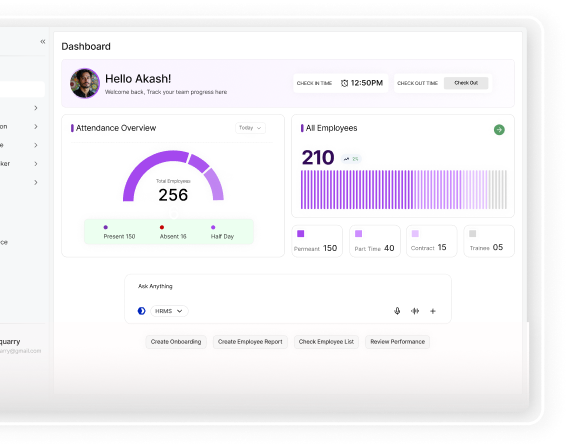 «
Dashboard
Hello Akash!
Welcome back, Track your team progress here
CHECK IN TIME 12:50PM CHECK OUT TIME Check Out
Attendance Overview Today
Total Employees
256
Present 150 Absent 16 Half Day
All Employees
210
Permeant 150 Part Time 40 Contract 15 Trainee 05
on
e
ker
ce
quarry
arry@gmail.com
Ask Anything
HRMS
Create Onboarding Create Employee Report Check Employee List Review Performance